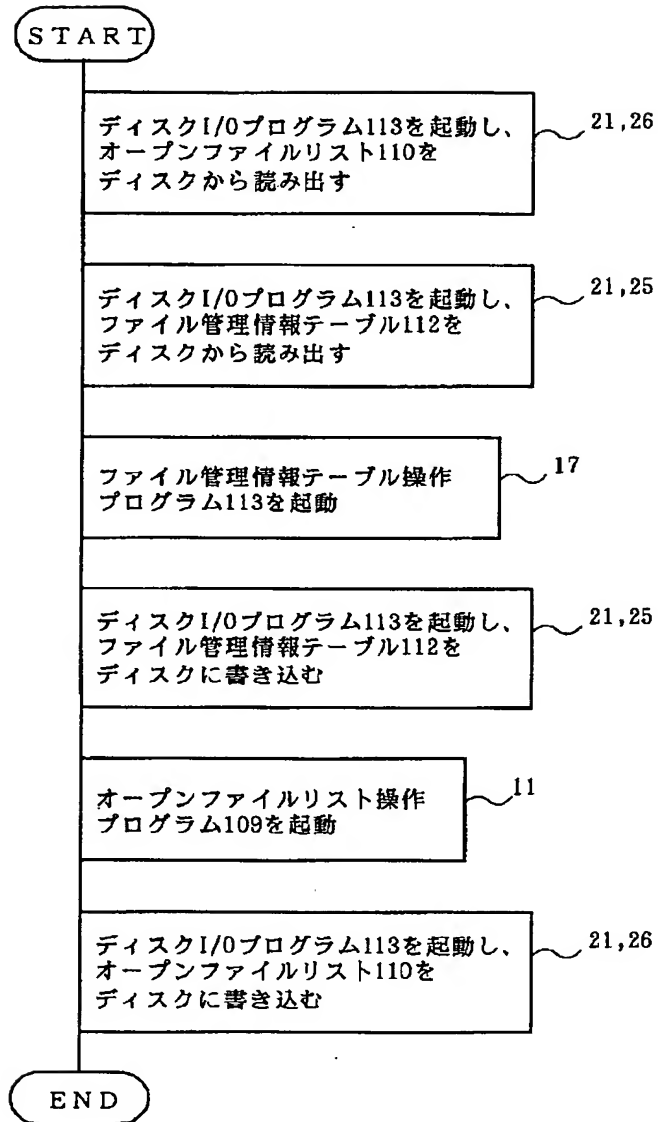 START
ディスクI/Oプログラム113を起動し、
オープンファイルリスト110を
ディスクから読み出す
21,26
ディスクI/Oプログラム113を起動し、
ファイル管理情報テーブル112を
ディスクから読み出す
21,25
ファイル管理情報テーブル操作
プログラム113を起動
17
ディスクI/Oプログラム113を起動し、
ファイル管理情報テーブル112を
ディスクに書き込む
21,25
オープンファイルリスト操作
プログラム109を起動
11
ディスクI/Oプログラム113を起動し、
オープンファイルリスト110を
ディスクに書き込む
21,26
END